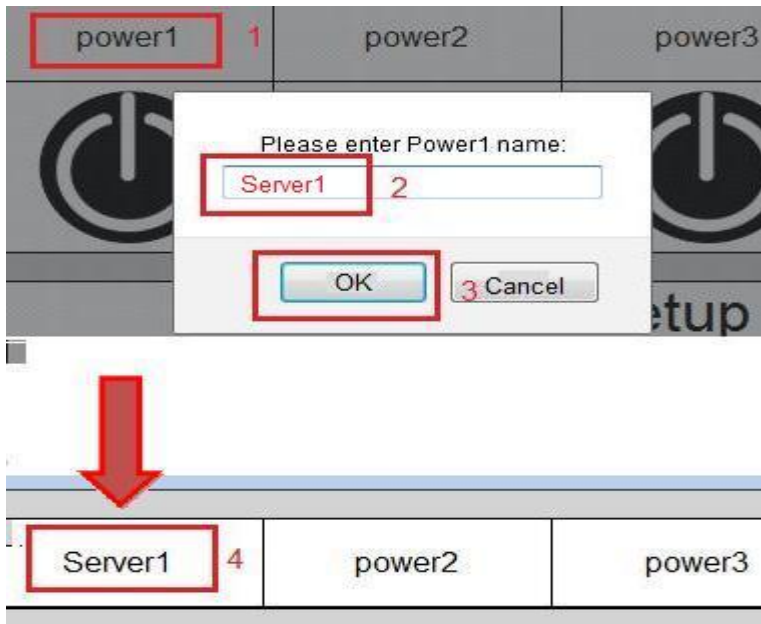 power1 1 power2 power3
Please enter Power1 name:
Server1 2
OK 3 Cancel
etup
Server1 4 power2 power3